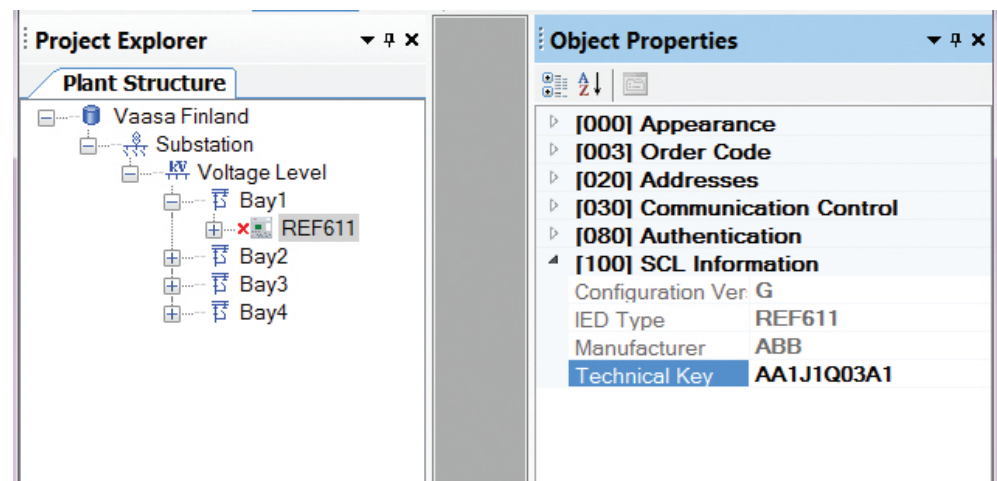 Project Explorer
Plant Structure
Vaasa Finland
Substation
Voltage Level
Bay1
REF611
Bay2
Bay3
Bay4
Object Properties
[000] Appearance
[003] Order Code
[020] Addresses
[030] Communication Control
[080] Authentication
[100] SCL Information
Configuration Ver G
IED Type REF611
Manufacturer ABB
Technical Key AA1J1Q03A1